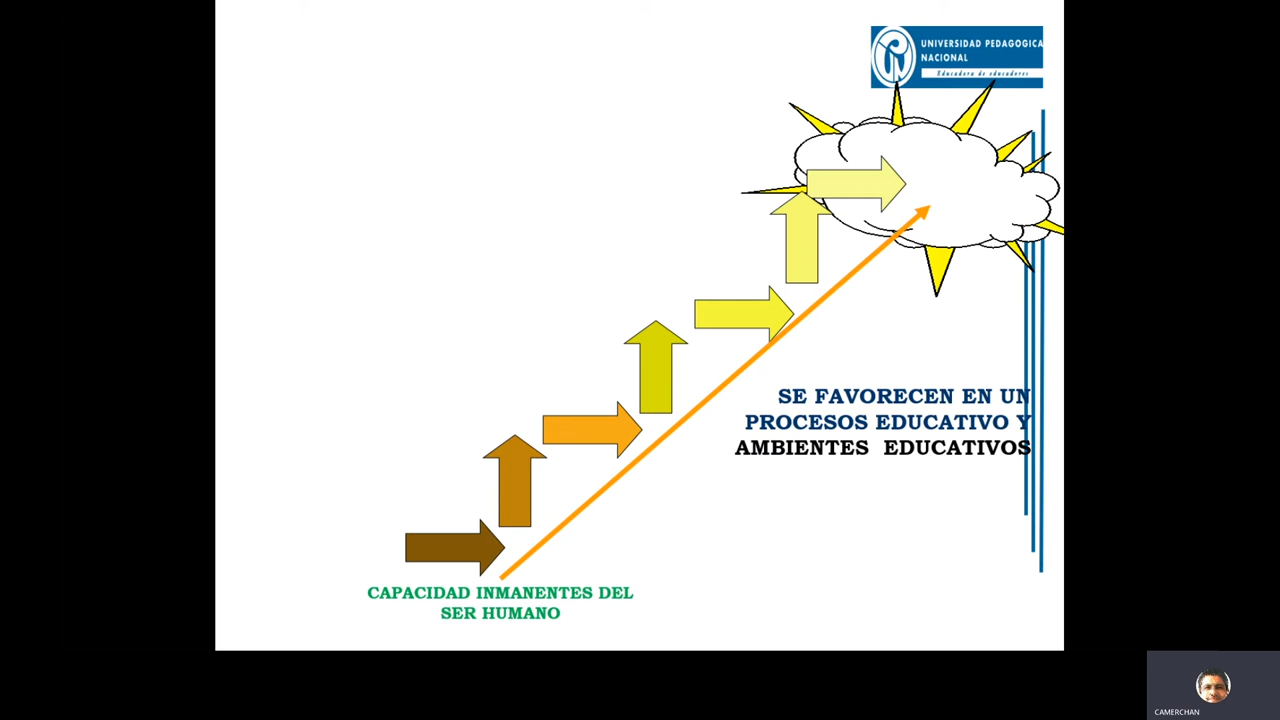 UNIVERSIDAD PEDAGOGICA
NACIONAL
Educadora de educadores
SE FAVORECEN EN UN
PROCESOS EDUCATIVO Y
AMBIENTES EDUCATIVOS
CAPACIDAD INMANENTES DEL
SER HUMANO
CAMERCHAN